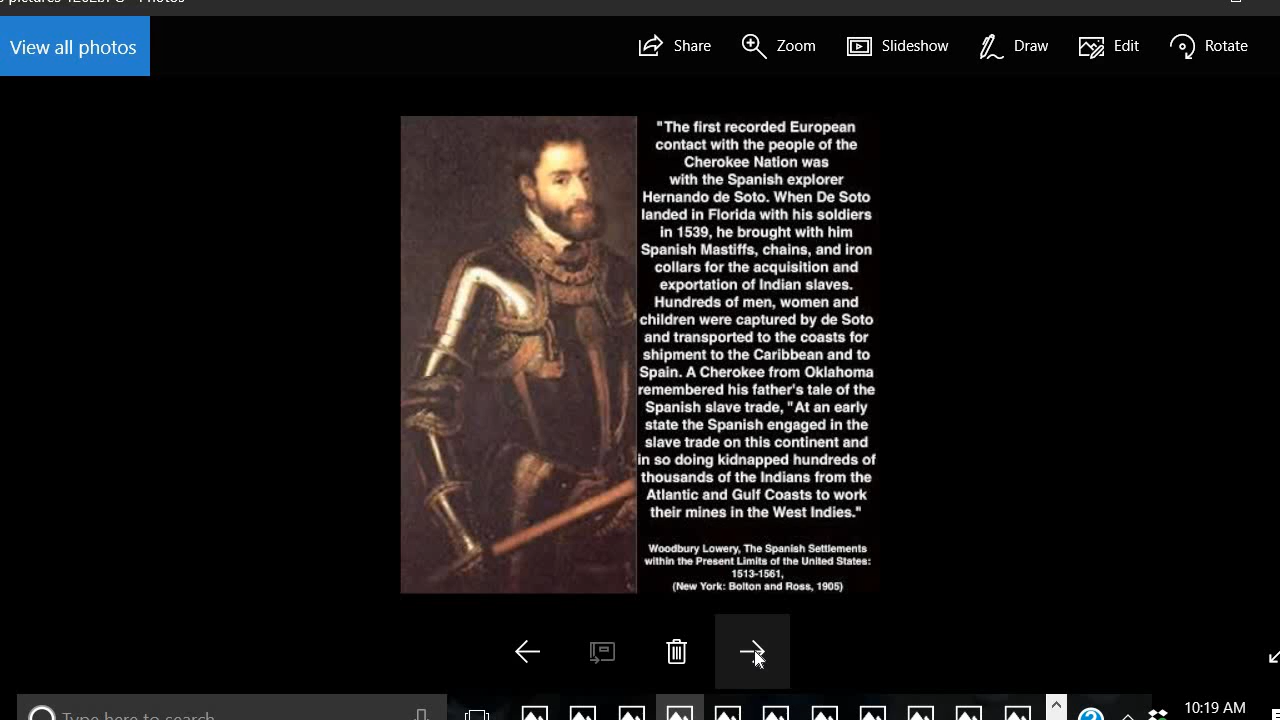 View all photos
Share
Zoom
Slideshow
Draw
Edit
Rotate
"The first recorded European
contact with the people of the
Cherokee Nation was
with the Spanish explorer
Hernando de Soto. When De Soto
landed in Florida with his soldiers
in 1539, he brought with him
Spanish Mastiffs, chains, and iron
collars for the acquisition and
exportation of Indian slaves.
Hundreds of men, women and
children were captured by de Soto
and transported to the coasts for
shipment to the Caribbean and to
Spain. A Cherokee from Oklahoma
remembered his father's tale of the
Spanish slave trade, "At an early
state the Spanish engaged in the
slave trade on this continent and
in so doing kidnapped hundreds of
thousands of the Indians from the
Atlantic and Gulf Coasts to work
their mines in the West Indies."
Woodbury Lowery, The Spanish Settlements
within the Present Limits of the United States:
1513-1561,
(New York: Bolton and Ross, 1905)
Type here to search
10:19 AM